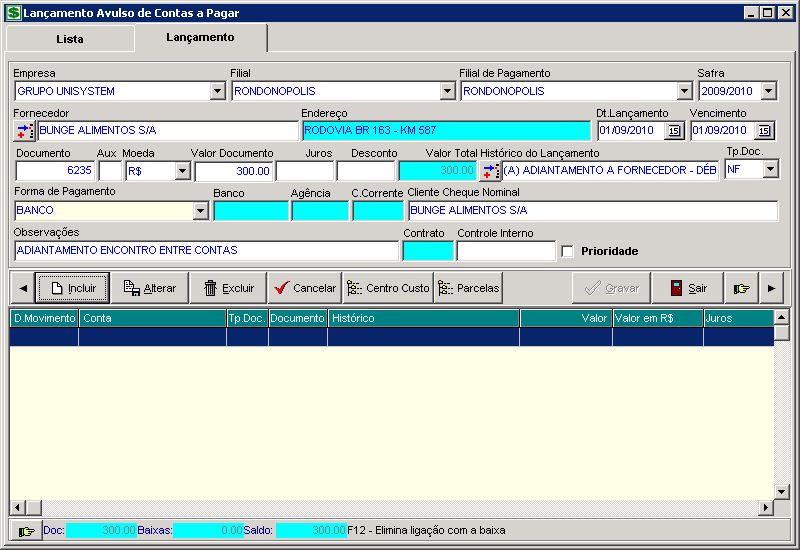 Lançamento Avulso de Contas a Pagar
Lista Lançamento
Empresa Filial Filial de Pagamento Safra
GRUPO UNISYSTEM RONDONOPOLIS RONDONOPOLIS 2009/2010
Fornecedor Endereço Dt.Lançamento Vencimento
BUNGE ALIMENTOS S/A RODOVIA BR 163 - KM 587 01/09/2010 15 01/09/2010 15
Documento Aux Moeda Valor Documento Juros Desconto Valor Total Histórico do Lançamento Tp.Doc.
6235 R$ 300.00 300.00 (A) ADIANTAMENTO A FORNECEDOR - DÉB NF
Forma de Pagamento Banco Agência C.Corrente Cliente Cheque Nominal
BANCO BUNGE ALIMENTOS S/A
Observações Contrato Controle Interno
ADIANTAMENTO ENCONTRO ENTRE CONTAS Prioridade
Incluir Alterar Excluir Cancelar Centro Custo Parcelas Gravar Sair
D.Movimento Conta Tp.Doc. Documento Histórico Valor Valor em R$ Juros
Doc: 300.00 Baixas: 0.00 Saldo: 300.00 F12 - Elimina ligação com a baixa